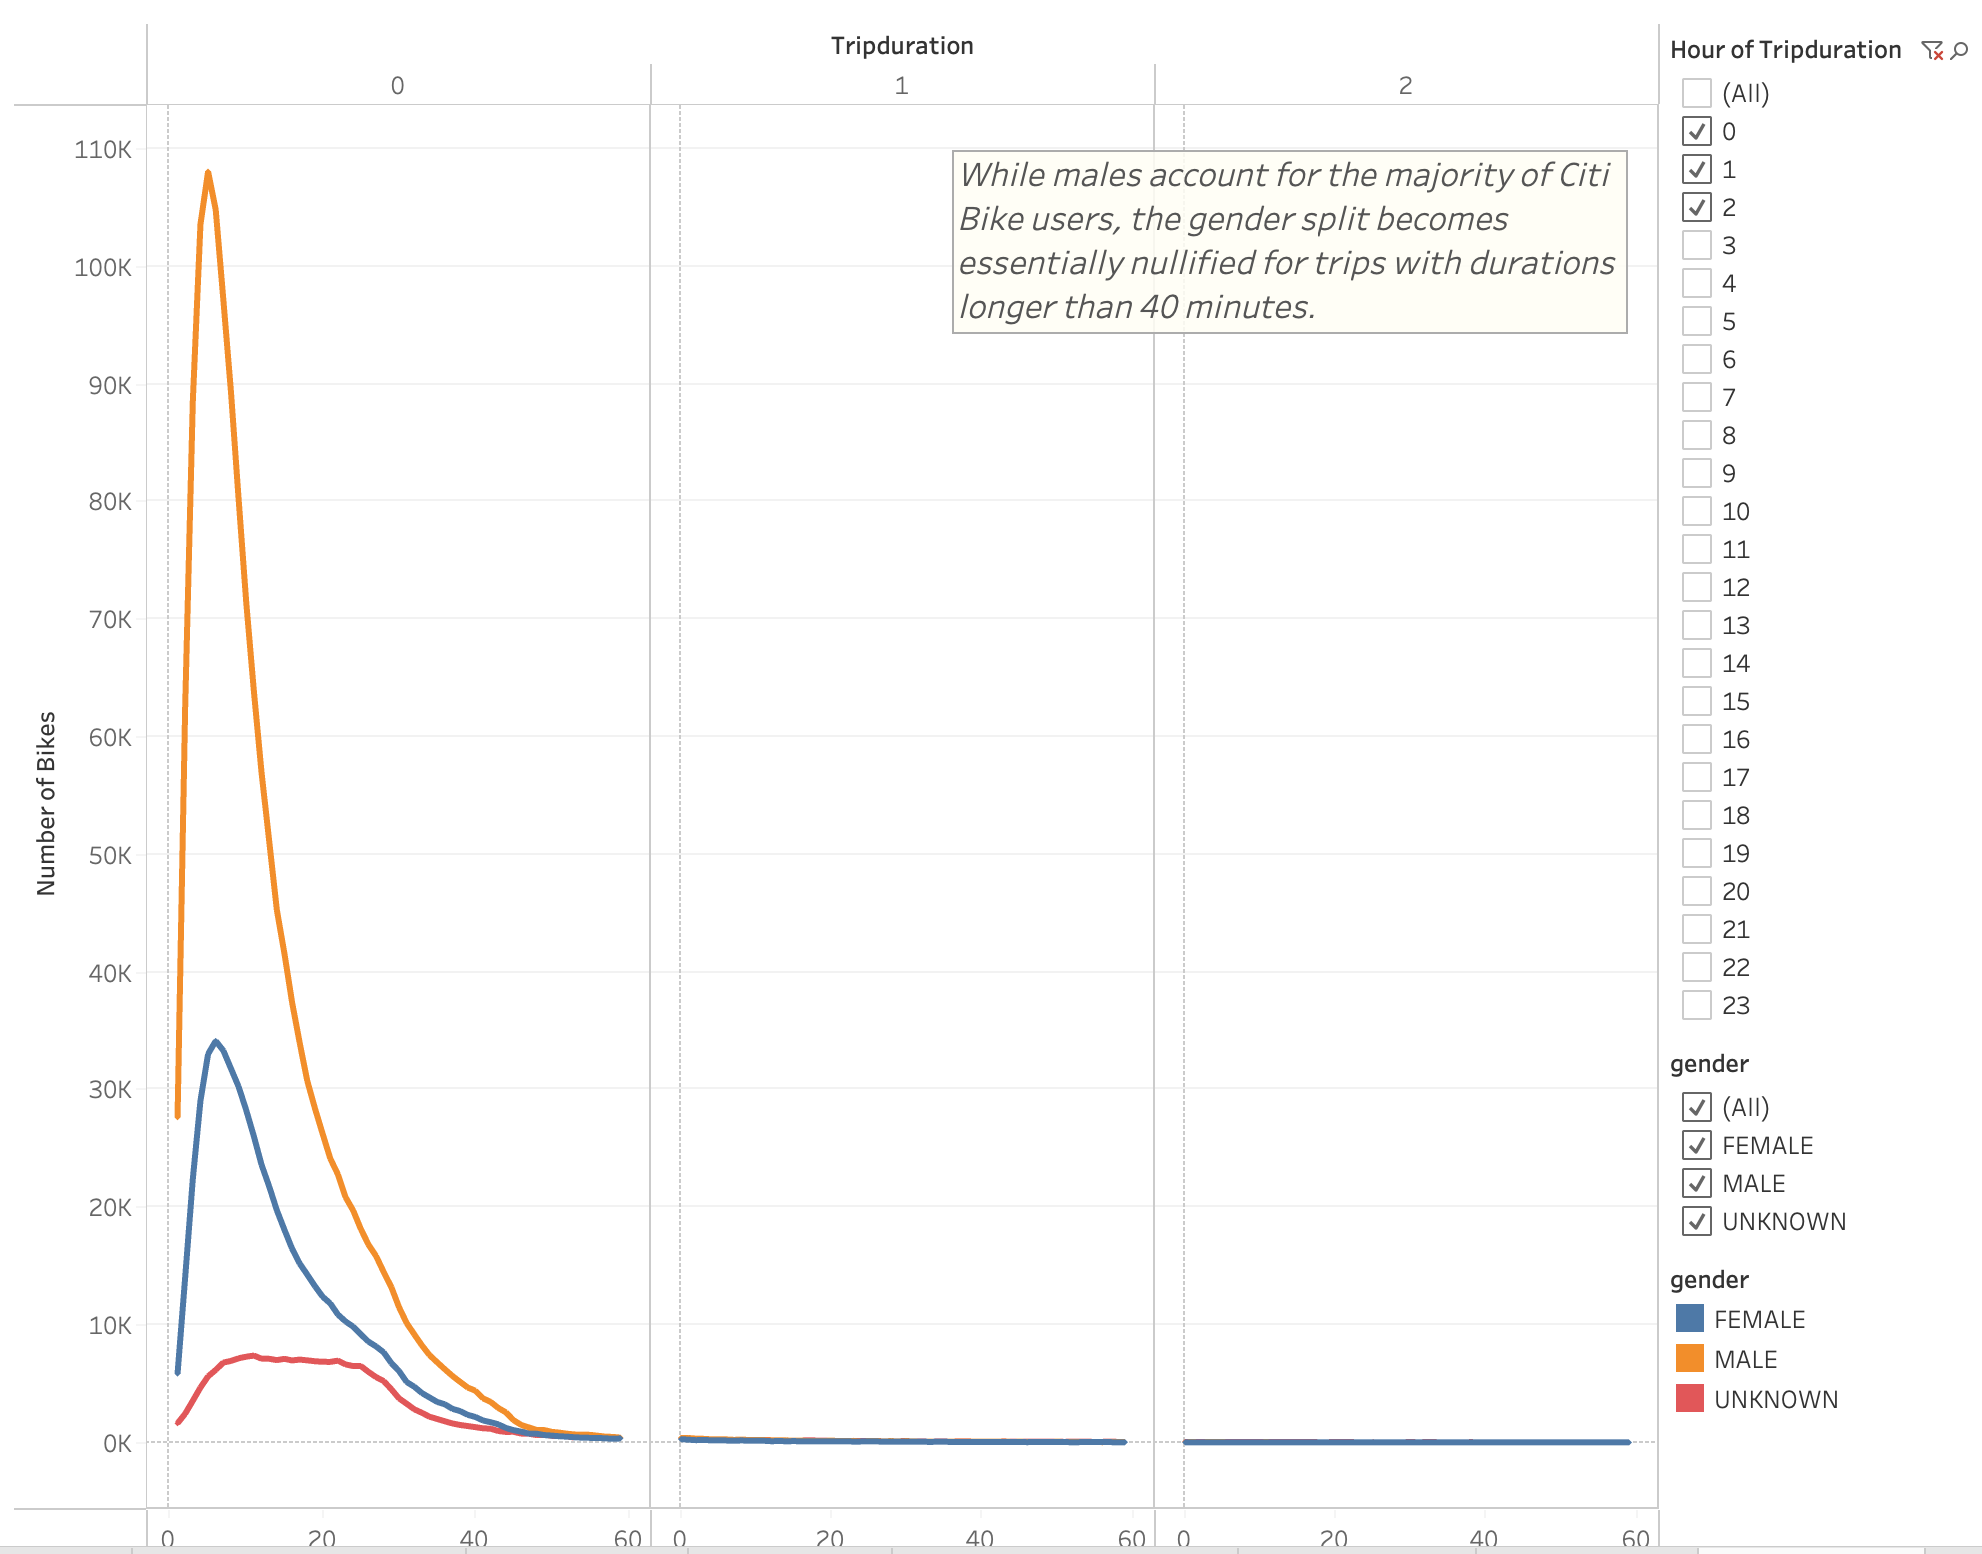 Tripduration
0 1 2
110K
100K
90K
80K
70K
60K
50K
40K
30K
20K
10K
0K
Number of Bikes
While males account for the majority of Citi
Bike users, the gender split becomes
essentially nullified for trips with durations
longer than 40 minutes.
0 20 40 60 0 20 40 60 0 20 40 60
Hour of Tripduration
(All)
0
1
2
3
4
5
6
7
8
9
10
11
12
13
14
15
16
17
18
19
20
21
22
23
gender
(All)
FEMALE
MALE
UNKNOWN
gender
FEMALE
MALE
UNKNOWN